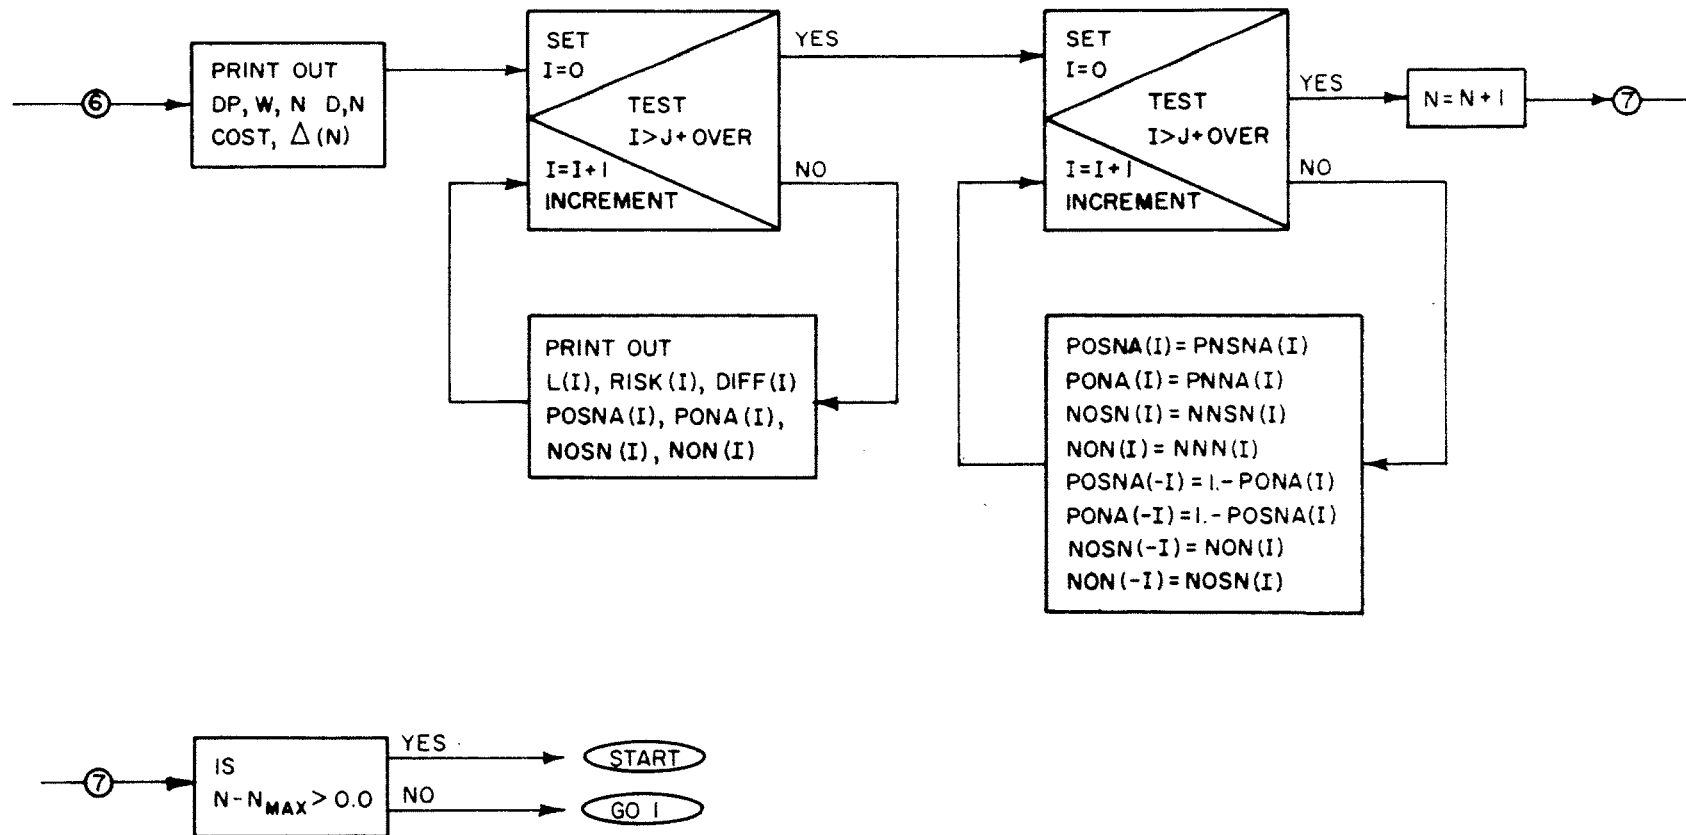 6
PRINT OUT
DP, W, N D,N
COST, Δ(N)
SET
I=0
TEST
I>J+OVER
I=I+1
INCREMENT
YES
NO
PRINT OUT
L(I), RISK(I), DIFF(I)
POSNA(I), PONA(I),
NOSN(I), NON(I)
SET
I=0
TEST
I>J+OVER
I=I+1
INCREMENT
YES
NO
POSNA(I)=PNSNA(I)
PONA(I)=PNNA(I)
NOSN(I)=NNSN(I)
NON(I)=NNN(I)
POSNA(-I)=1.-PONA(I)
PONA(-I)=1.-POSNA(I)
NOSN(-I)=NON(I)
NON(-I)=NOSN(I)
N=N+1
7
7
IS
N-NMAX>0.0
YES
START
NO
GO 1